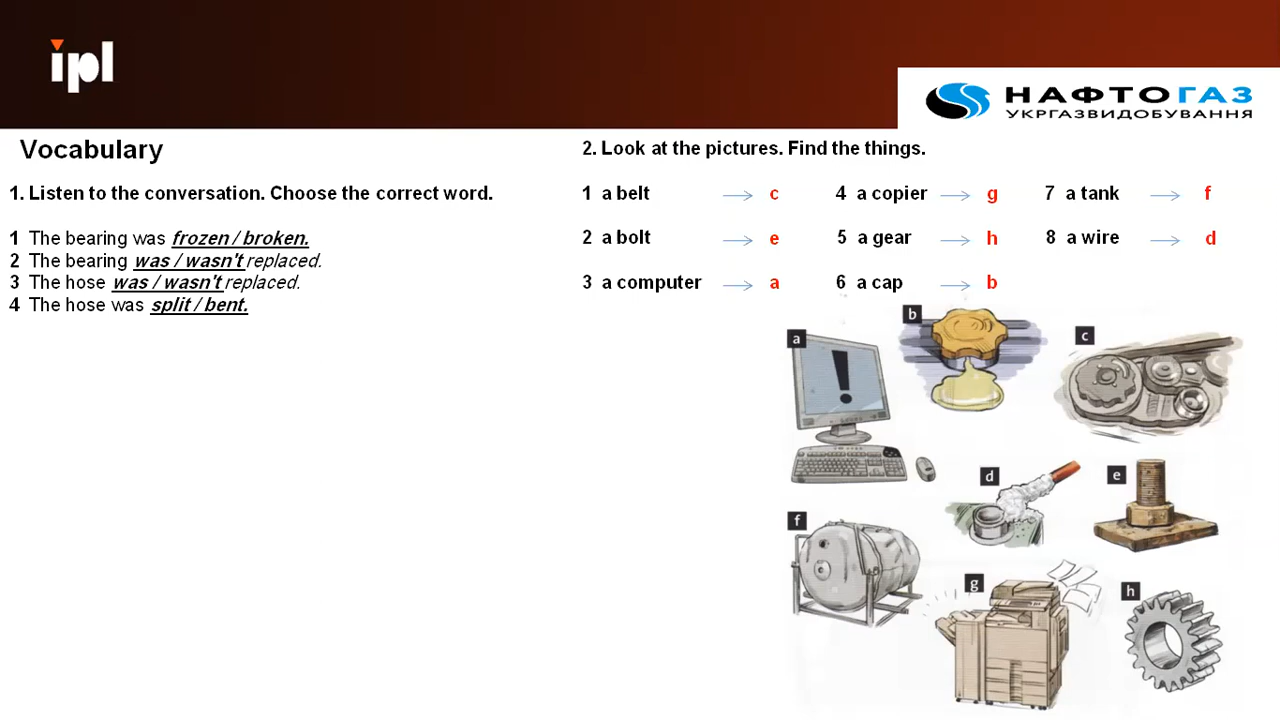 ipl
НАФТОГАЗ
УКРГАЗВИДОБУВАННЯ
Vocabulary
1. Listen to the conversation. Choose the correct word.
1 The bearing was frozen / broken.
2 The bearing was / wasn't replaced.
3 The hose was / wasn't replaced.
4 The hose was split / bent.
2. Look at the pictures. Find the things.
1 a belt → c 4 a copier → g 7 a tank → f
2 a bolt → e 5 a gear → h 8 a wire → d
3 a computer → a 6 a cap → b
a
!
b
c
d
e
f
g
h